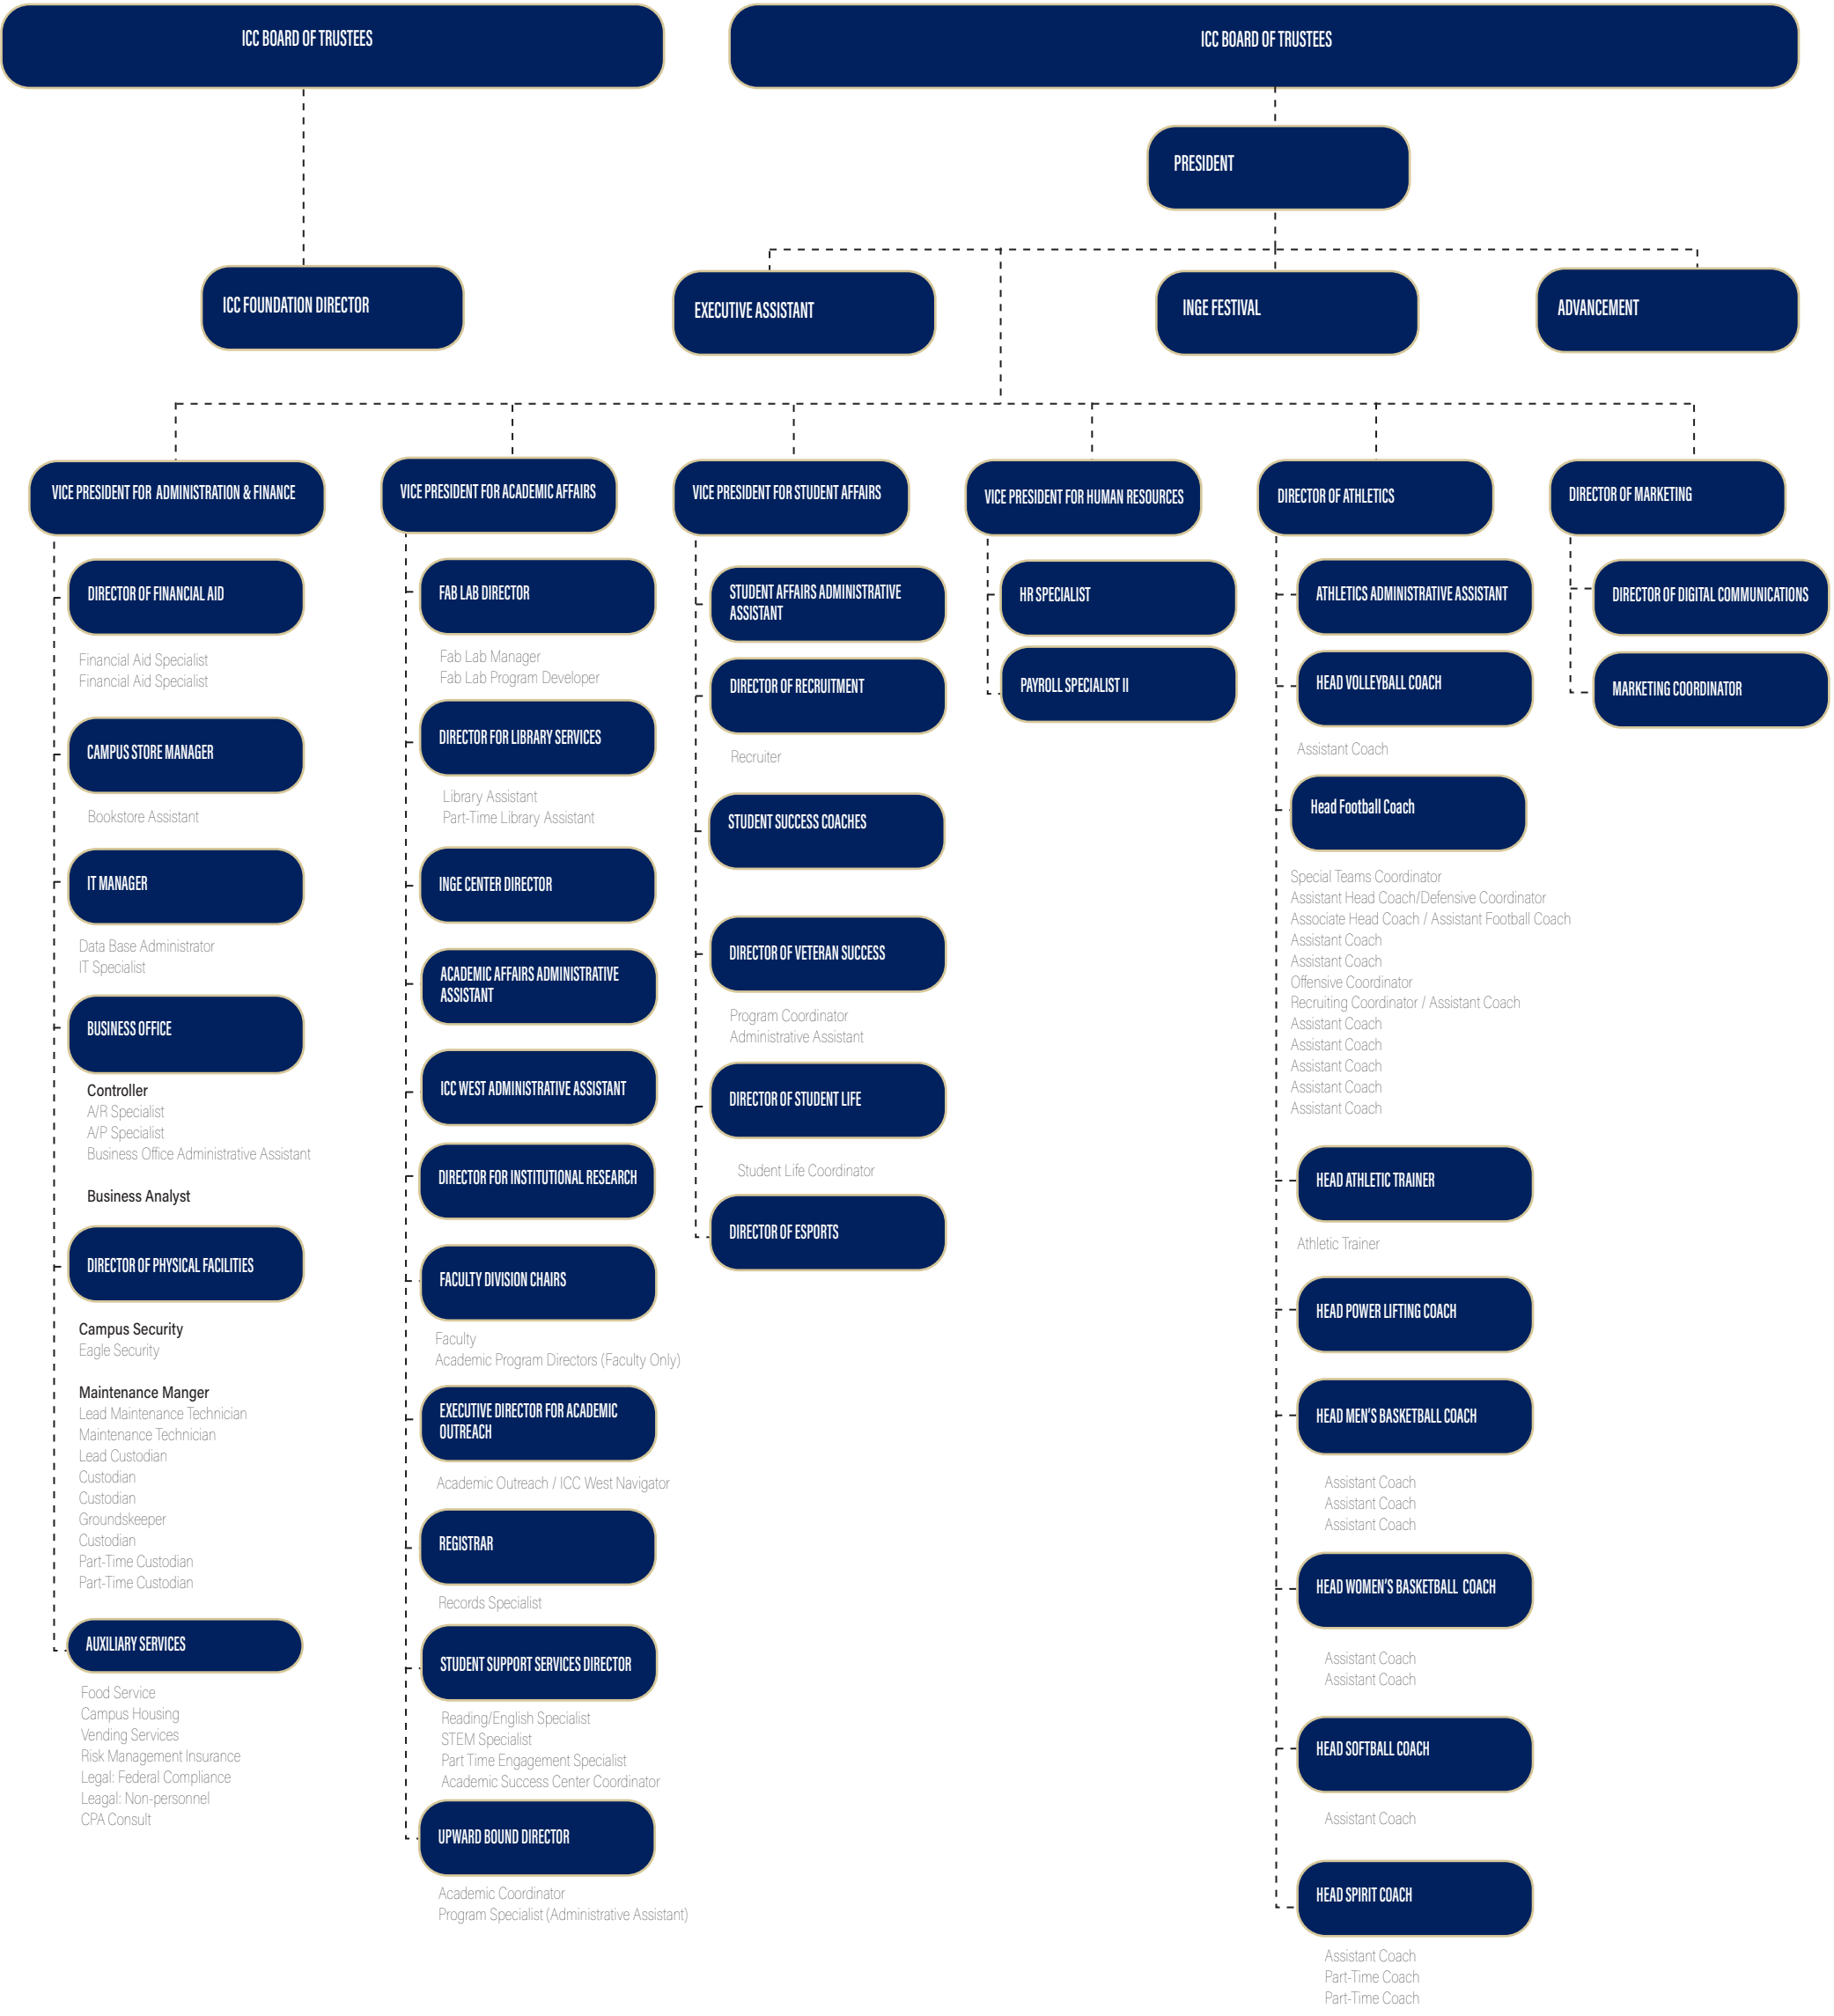 ICC BOARD OF TRUSTEES
ICC BOARD OF TRUSTEES
PRESIDENT
ICC FOUNDATION DIRECTOR
EXECUTIVE ASSISTANT
INGE FESTIVAL
ADVANCEMENT
VICE PRESIDENT FOR ADMINISTRATION & FINANCE
DIRECTOR OF FINANCIAL AID
Financial Aid Specialist
Financial Aid Specialist
CAMPUS STORE MANAGER
Bookstore Assistant
IT MANAGER
Data Base Administrator
IT Specialist
BUSINESS OFFICE
Controller
A/R Specialist
A/P Specialist
Business Office Administrative Assistant
Business Analyst
DIRECTOR OF PHYSICAL FACILITIES
Campus Security
Eagle Security
Maintenance Manger
Lead Maintenance Technician
Maintenance Technician
Lead Custodian
Custodian
Custodian
Groundskeeper
Custodian
Part-Time Custodian
Part-Time Custodian
AUXILIARY SERVICES
Food Service
Campus Housing
Vending Services
Risk Management Insurance
Legal: Federal Compliance
Leagal: Non-personnel
CPA Consult
VICE PRESIDENT FOR ACADEMIC AFFAIRS
FAB LAB DIRECTOR
Fab Lab Manager
Fab Lab Program Developer
DIRECTOR FOR LIBRARY SERVICES
Library Assistant
Part-Time Library Assistant
INGE CENTER DIRECTOR
ACADEMIC AFFAIRS ADMINISTRATIVE
ASSISTANT
ICC WEST ADMINISTRATIVE ASSISTANT
DIRECTOR FOR INSTITUTIONAL RESEARCH
FACULTY DIVISION CHAIRS
Faculty
Academic Program Directors (Faculty Only)
EXECUTIVE DIRECTOR FOR ACADEMIC
OUTREACH
Academic Outreach / ICC West Navigator
REGISTRAR
Records Specialist
STUDENT SUPPORT SERVICES DIRECTOR
Reading/English Specialist
STEM Specialist
Part Time Engagement Specialist
Academic Success Center Coordinator
UPWARD BOUND DIRECTOR
Academic Coordinator
Program Specialist (Administrative Assistant)
VICE PRESIDENT FOR STUDENT AFFAIRS
STUDENT AFFAIRS ADMINISTRATIVE
ASSISTANT
DIRECTOR OF RECRUITMENT
Recruiter
STUDENT SUCCESS COACHES
DIRECTOR OF VETERAN SUCCESS
Program Coordinator
Administrative Assistant
DIRECTOR OF STUDENT LIFE
Student Life Coordinator
DIRECTOR OF ESPORTS
VICE PRESIDENT FOR HUMAN RESOURCES
HR SPECIALIST
PAYROLL SPECIALIST II
DIRECTOR OF ATHLETICS
ATHLETICS ADMINISTRATIVE ASSISTANT
HEAD VOLLEYBALL COACH
Assistant Coach
Head Football Coach
Special Teams Coordinator
Assistant Head Coach/Defensive Coordinator
Associate Head Coach / Assistant Football Coach
Assistant Coach
Assistant Coach
Offensive Coordinator
Recruiting Coordinator / Assistant Coach
Assistant Coach
Assistant Coach
Assistant Coach
Assistant Coach
Assistant Coach
HEAD ATHLETIC TRAINER
Athletic Trainer
HEAD POWER LIFTING COACH
HEAD MEN'S BASKETBALL COACH
Assistant Coach
Assistant Coach
Assistant Coach
HEAD WOMEN'S BASKETBALL COACH
Assistant Coach
Assistant Coach
HEAD SOFTBALL COACH
Assistant Coach
HEAD SPIRIT COACH
Assistant Coach
Part-Time Coach
Part-Time Coach
DIRECTOR OF MARKETING
DIRECTOR OF DIGITAL COMMUNICATIONS
MARKETING COORDINATOR